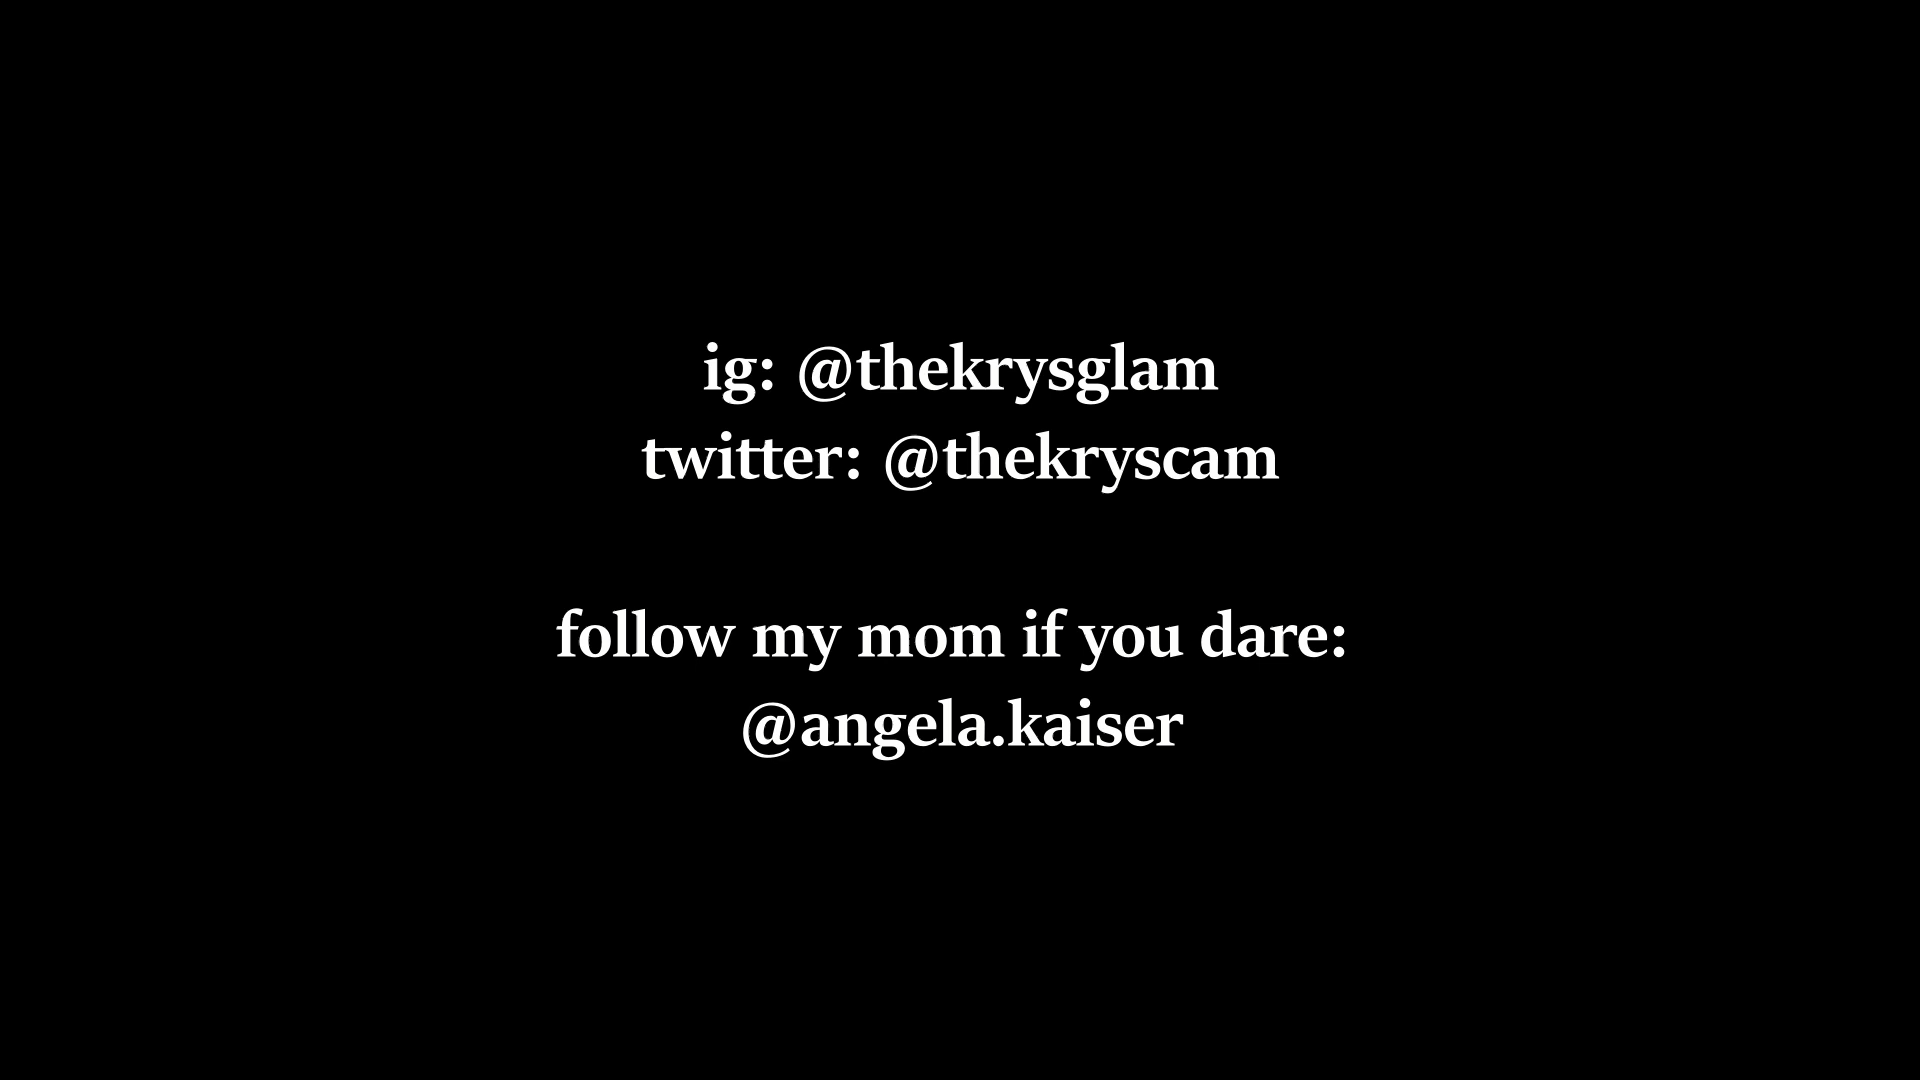 ig: @thekrysglam
twitter: @thekryscam
follow my mom if you dare:
@angela.kaiser